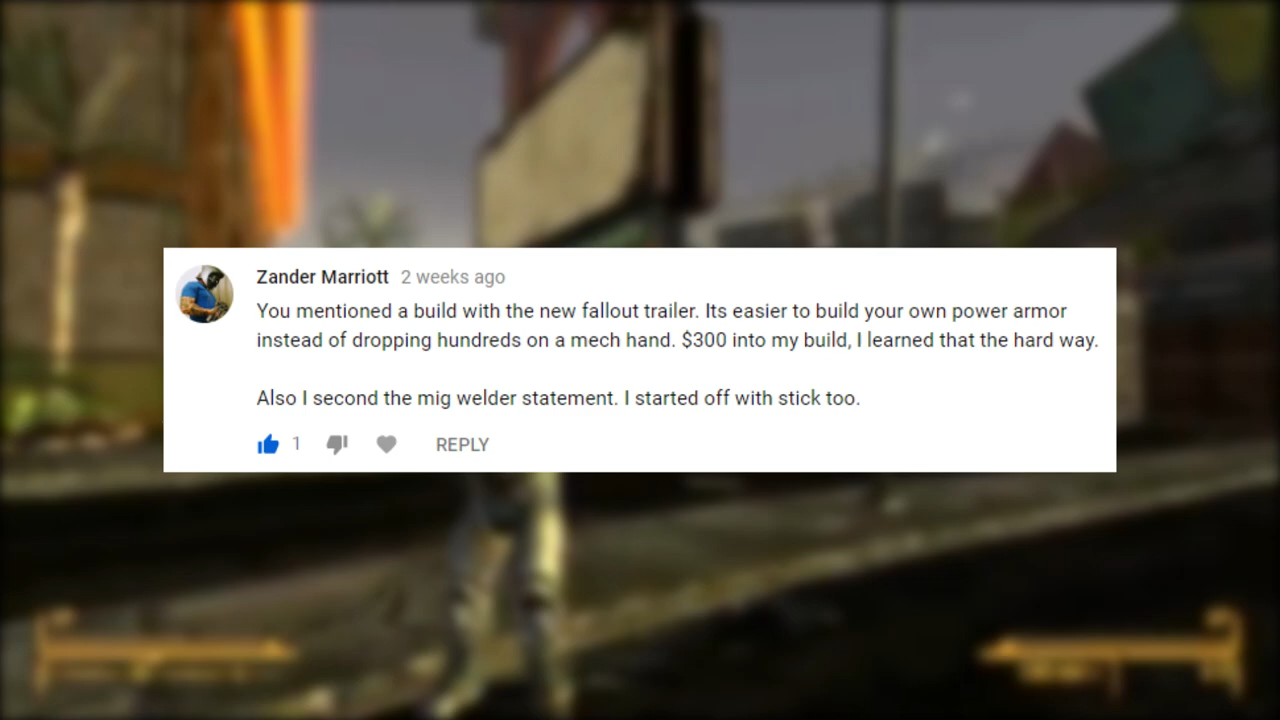 Zander Marriott 2 weeks ago
You mentioned a build with the new fallout trailer. Its easier to build your own power armor
instead of dropping hundreds on a mech hand. $300 into my build, I learned that the hard way.
Also I second the mig welder statement. I started off with stick too.
1 REPLY